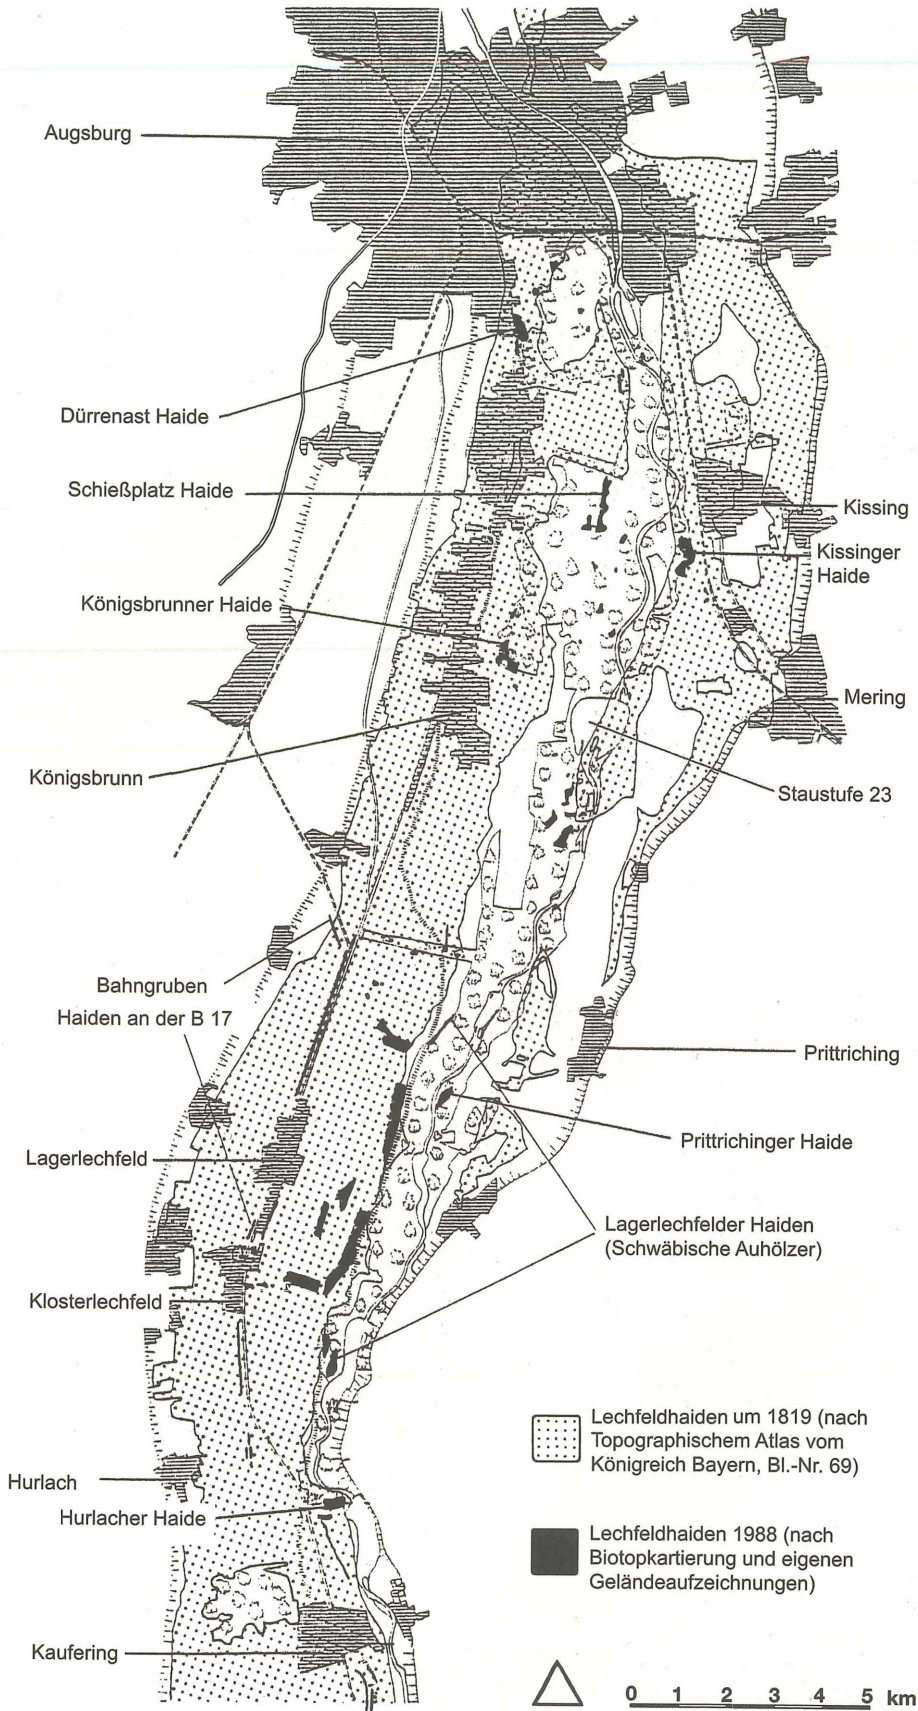 Augsburg
Dürrenast Haide
Schießplatz Haide
Kissing
Kissinger
Haide
Königsbrunner Haide
Mering
Königsbrunn
Staustufe 23
Bahngruben
Haiden an der B 17
Prittriching
Prittrichinger Haide
Lagerlechfeld
Lagerlechfelder Haiden
(Schwäbische Auhölzer)
Klosterlechfeld
Hurlach
Hurlacher Haide
Kaufering
Lechfeldhaiden um 1819 (nach
Topographischem Atlas vom
Königreich Bayern, Bl.-Nr. 69)
Lechfeldhaiden 1988 (nach
Biotopkartierung und eigenen
Geländeaufzeichnungen)
0 1 2 3 4 5 km